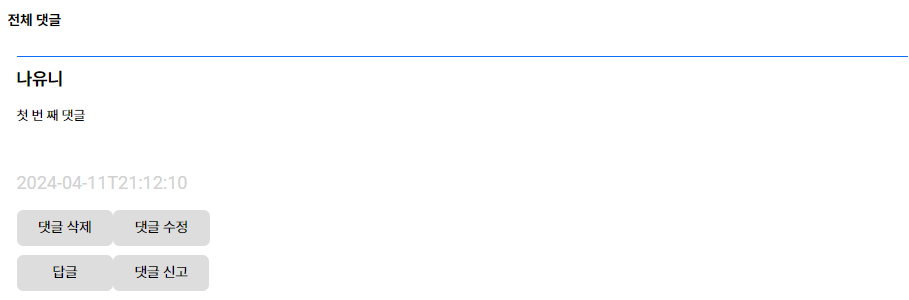 전체 댓글
나유니
첫 번 째 댓글
2024-04-11T21:12:10
댓글 삭제 댓글 수정
답글 댓글 신고